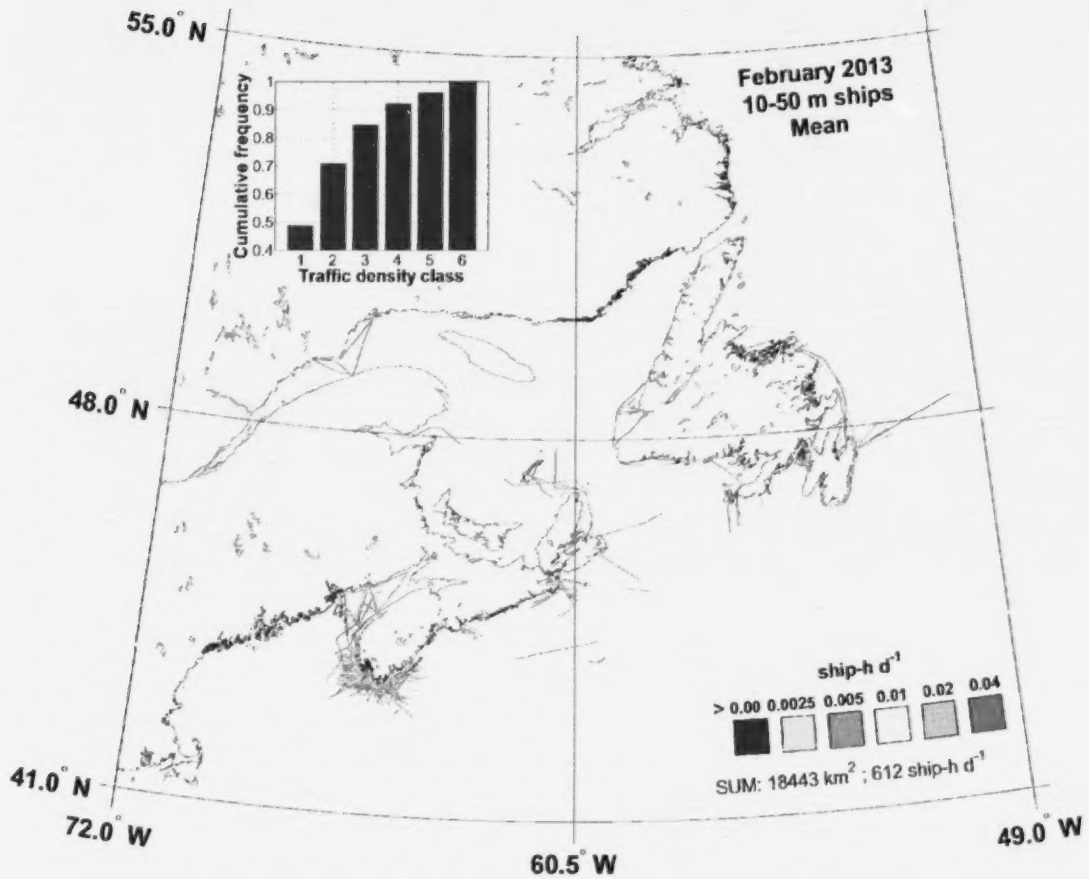 55.0° N
February 2013
10-50 m ships
Mean
Cumulative frequency
1
0.9
0.8
0.7
0.6
0.5
0.4
1 2 3 4 5 6
Traffic density class
48.0° N
ship-h d⁻¹
> 0.00 0.0025 0.005 0.01 0.02 0.04
SUM: 18443 km² ; 612 ship-h d⁻¹
41.0° N
72.0° W
60.5° W
49.0° W